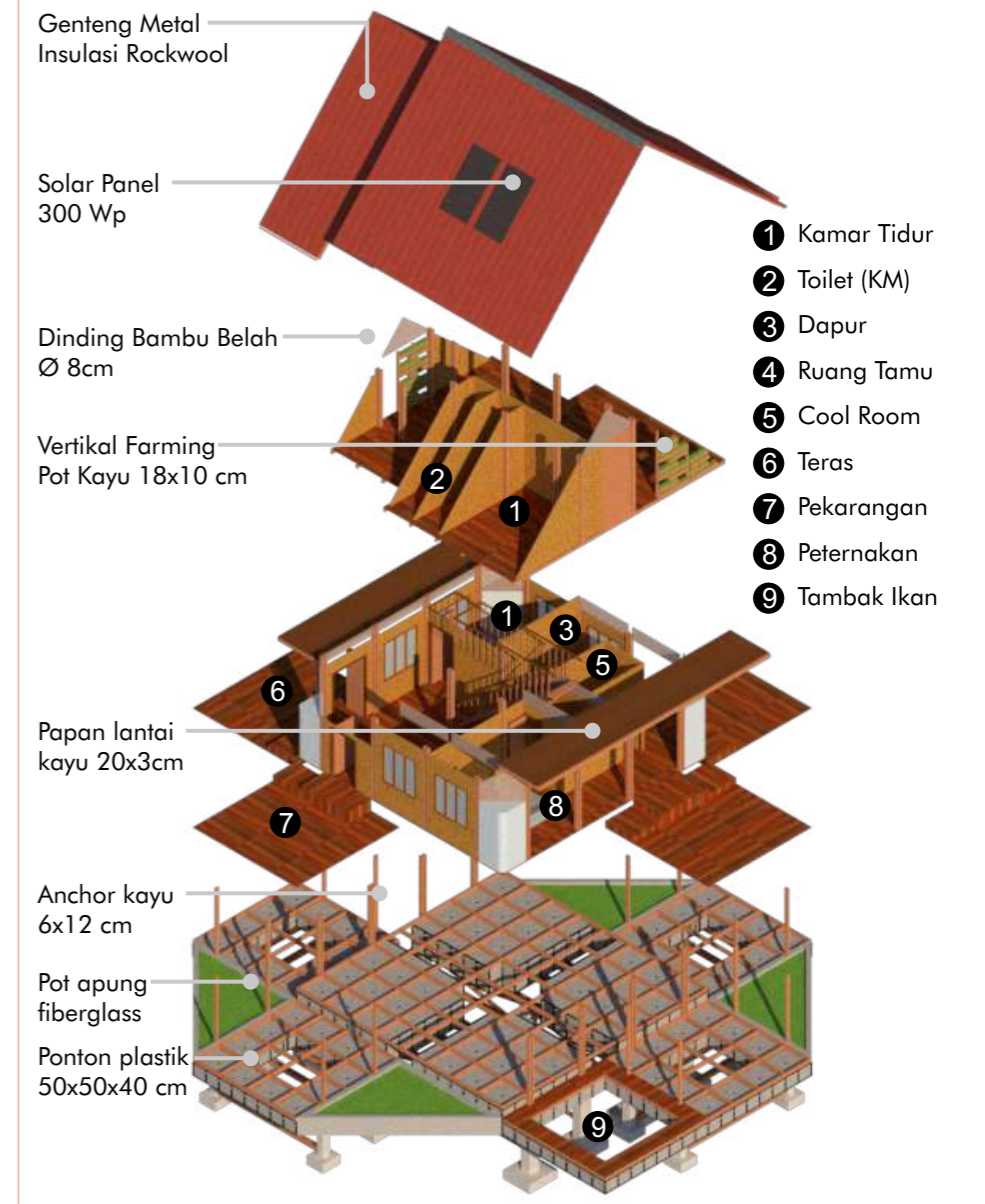 Genteng Metal
Insulasi Rockwool
Solar Panel
300 Wp
Dinding Bambu Belah
Ø 8cm
Vertikal Farming
Pot Kayu 18x10 cm
Papan lantai
kayu 20x3cm
Anchor kayu
6x12 cm
Pot apung
fiberglass
Ponton plastik
50x50x40 cm
1 Kamar Tidur
2 Toilet (KM)
3 Dapur
4 Ruang Tamu
5 Cool Room
6 Teras
7 Pekarangan
8 Peternakan
9 Tambak Ikan
2
1
1
3
5
6
8
7
9